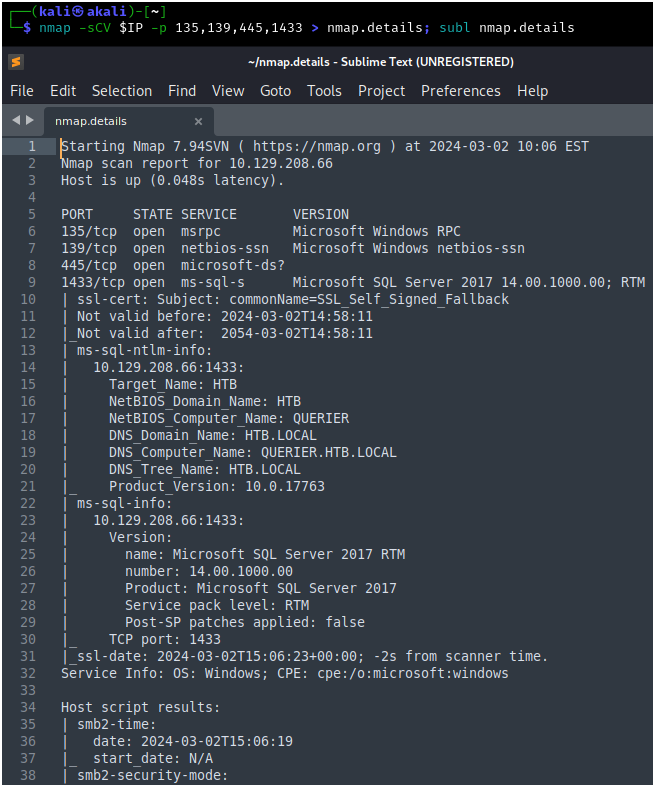 ┌──(kali㉿akali)-[~]
└─$ nmap -sCV $IP -p 135,139,445,1433 > nmap.details; subl nmap.details
~/nmap.details - Sublime Text (UNREGISTERED)
File Edit Selection Find View Goto Tools Project Preferences Help
nmap.details ×
1 Starting Nmap 7.94SVN ( https://nmap.org ) at 2024-03-02 10:06 EST
2 Nmap scan report for 10.129.208.66
3 Host is up (0.048s latency).
4
5 PORT     STATE SERVICE       VERSION
6 135/tcp  open  msrpc         Microsoft Windows RPC
7 139/tcp  open  netbios-ssn   Microsoft Windows netbios-ssn
8 445/tcp  open  microsoft-ds?
9 1433/tcp open  ms-sql-s      Microsoft SQL Server 2017 14.00.1000.00; RTM
10 | ssl-cert: Subject: commonName=SSL_Self_Signed_Fallback
11 | Not valid before: 2024-03-02T14:58:11
12 |_Not valid after:  2054-03-02T14:58:11
13 | ms-sql-ntlm-info:
14 |   10.129.208.66:1433:
15 |     Target_Name: HTB
16 |     NetBIOS_Domain_Name: HTB
17 |     NetBIOS_Computer_Name: QUERIER
18 |     DNS_Domain_Name: HTB.LOCAL
19 |     DNS_Computer_Name: QUERIER.HTB.LOCAL
20 |     DNS_Tree_Name: HTB.LOCAL
21 |_    Product_Version: 10.0.17763
22 | ms-sql-info:
23 |   10.129.208.66:1433:
24 |     Version:
25 |       name: Microsoft SQL Server 2017 RTM
26 |       number: 14.00.1000.00
27 |       Product: Microsoft SQL Server 2017
28 |       Service pack level: RTM
29 |       Post-SP patches applied: false
30 |_    TCP port: 1433
31 |_ssl-date: 2024-03-02T15:06:23+00:00; -2s from scanner time.
32 Service Info: OS: Windows; CPE: cpe:/o:microsoft:windows
33
34 Host script results:
35 | smb2-time:
36 |   date: 2024-03-02T15:06:19
37 |_  start_date: N/A
38 | smb2-security-mode: